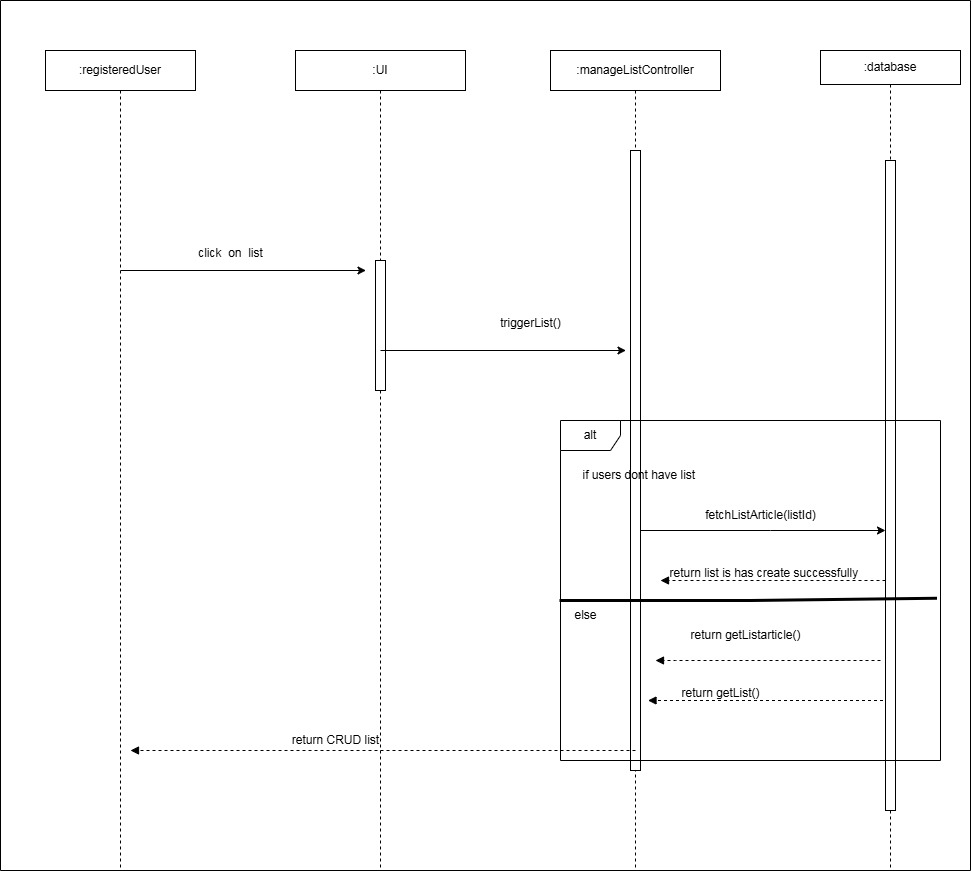 :registeredUser
:UI
:manageListController
:database
click on list
triggerList()
alt
if users dont have list
fetchListArticle(listId)
return list is has create successfully
else
return getListarticle()
return getList()
return CRUD list